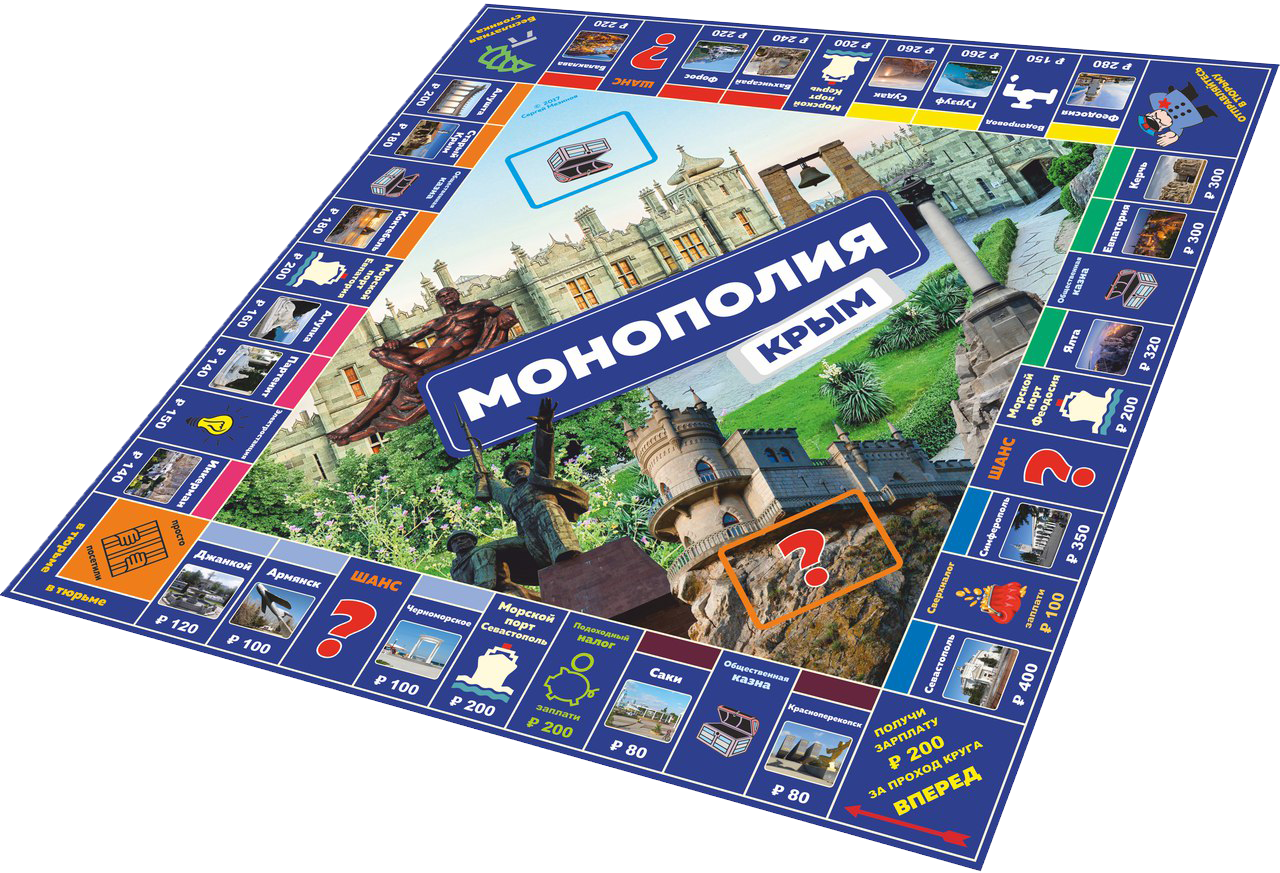 Бесплатная
стоянка
₽ 220
Балаклава
ШАНС
₽ 220
Форос
₽ 240
Бахчисарай
₽ 200
Морской
порт
Керчь
₽ 260
Судак
₽ 260
Гурзуф
₽ 150
Водопровод
₽ 280
Феодосия
ОТПРАВЛЯЙТЕСЬ
В ТЮРЬМУ
Керчь
₽ 300
Евпатория
₽ 300
Общественная
казна
Ялта
₽ 320
Морской
порт
Феодосия
₽ 200
ШАНС
Симферополь
₽ 350
Сверхналог
заплати
₽ 100
Севастополь
₽ 400
ПОЛУЧИ
ЗАРПЛАТУ
₽ 200
ЗА ПРОХОД КРУГА
ВПЕРЕД
Красноперекопск
₽ 80
Общественная
казна
Саки
₽ 80
Подоходный
налог
заплати
₽ 200
Морской
порт
Севастополь
₽ 200
Черноморское
₽ 100
ШАНС
Армянск
₽ 100
Джанкой
₽ 120
просто
посетили
в тюрьме
в тюрьме
Инкерман
₽ 140
Электростанция
₽ 150
Партенит
₽ 140
Алупка
₽ 160
Морской
порт
Евпатория
₽ 200
Коктебель
₽ 180
Общественная
казна
Старый
Крым
₽ 180
Алушта
₽ 200
© 2017
Сергей Мазинов
МОНОПОЛИЯ
КРЫМ